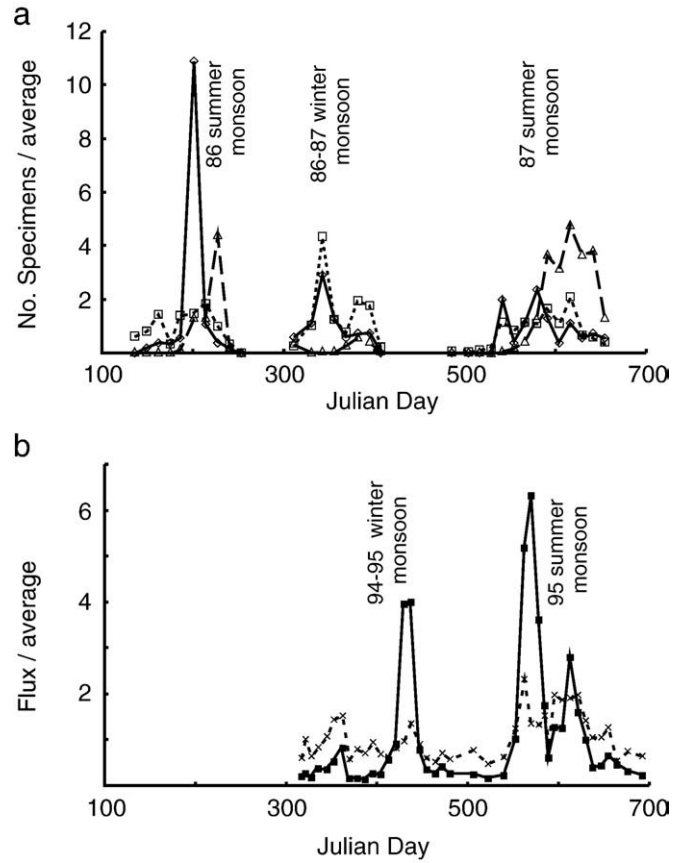 a
12
10
8
6
4
2
No. Specimens / average
86 summer
monsoon
86-87 winter
monsoon
87 summer
monsoon
100
300
500
700
Julian Day
b
6
4
2
Flux / average
94-95 winter
monsoon
95 summer
monsoon
100
300
500
700
Julian Day